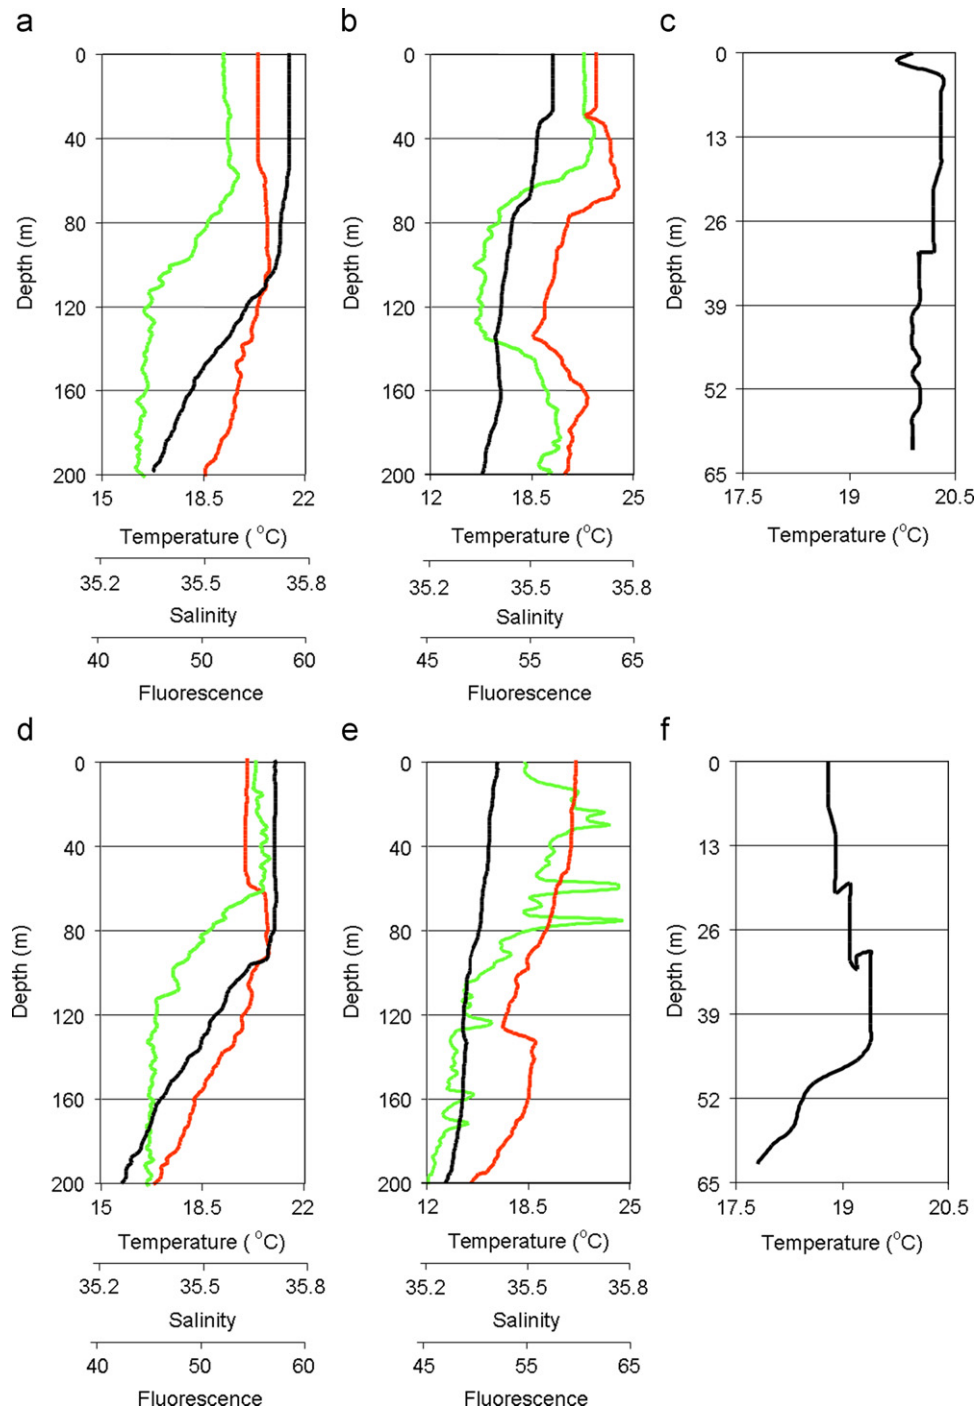 a b c
0 0 0
40 40 13
80 80 26
120 120 39
160 160 52
200 200 65
Depth (m) Depth (m) Depth (m)
15 18.5 22 12 18.5 25 17.5 19 20.5
Temperature ( °C) Temperature (°C) Temperature (°C)
35.2 35.5 35.8 35.2 35.5 35.8
Salinity Salinity
40 50 60 45 55 65
Fluorescence Fluorescence
d e f
0 0 0
40 40 13
80 80 26
120 120 39
160 160 52
200 200 65
Depth (m) Depth (m) Depth (m)
15 18.5 22 12 18.5 25 17.5 19 20.5
Temperature ( °C) Temperature (°C) Temperature (°C)
35.2 35.5 35.8 35.2 35.5 35.8
Salinity Salinity
40 50 60 45 55 65
Fluorescence Fluorescence